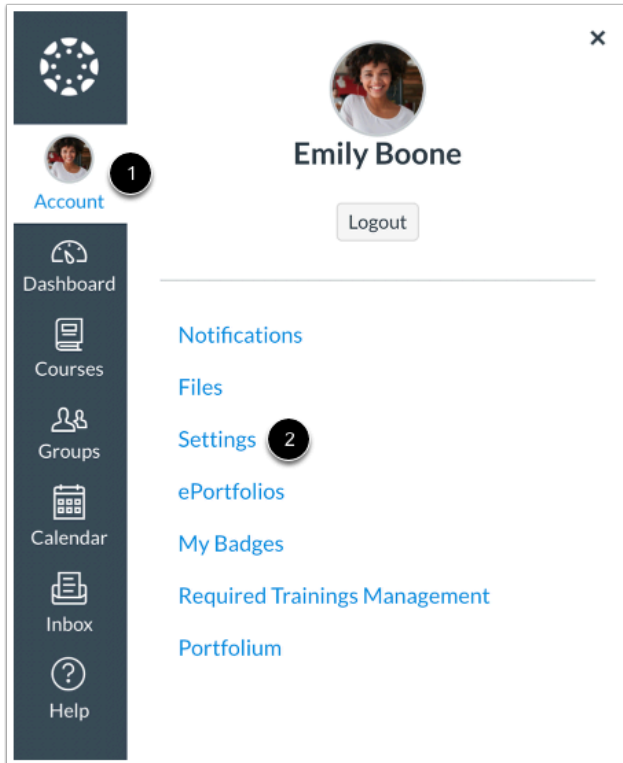 Account
1
Dashboard
Courses
Groups
Calendar
Inbox
Help
Emily Boone
Logout
Notifications
Files
Settings 2
ePortfolios
My Badges
Required Trainings Management
Portfolium